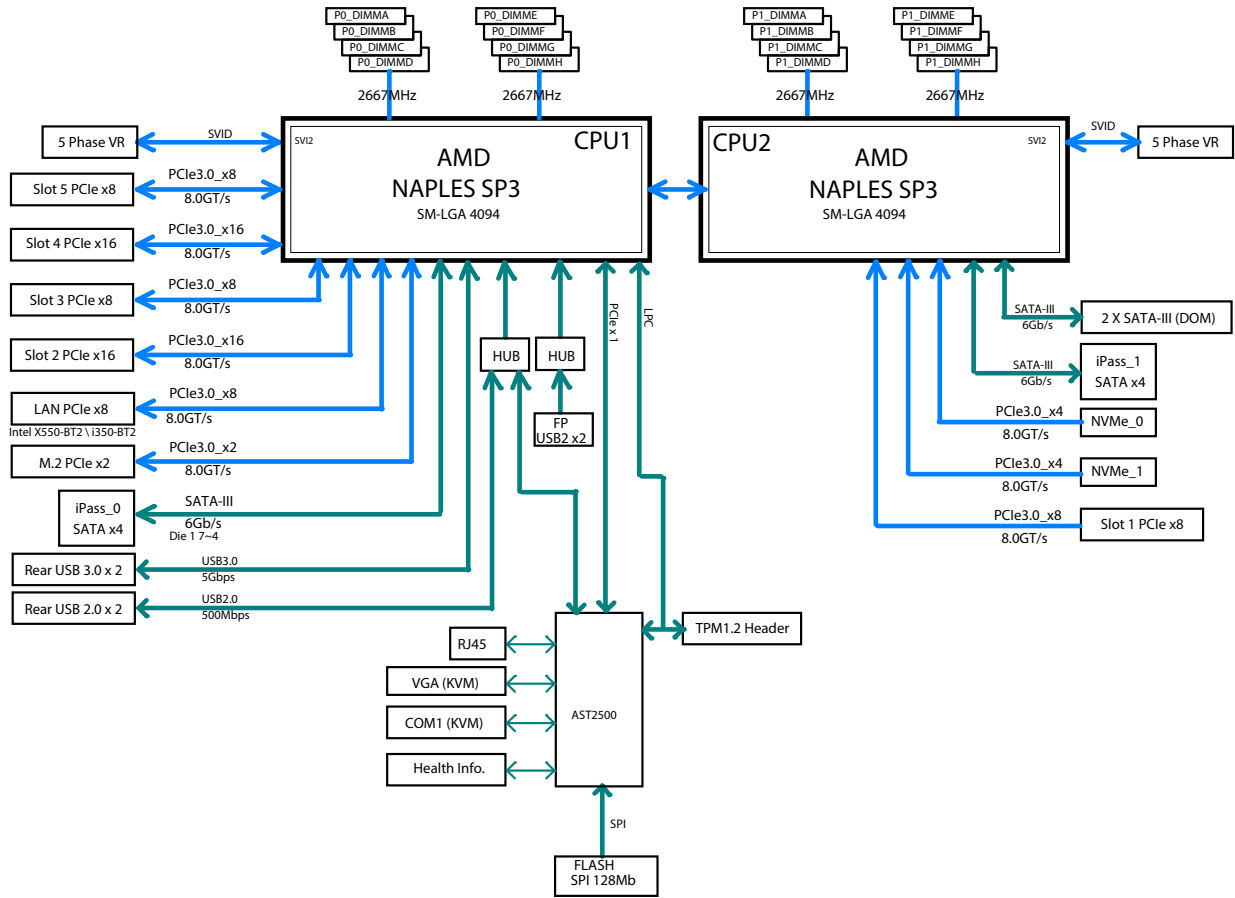 P0_DIMMA
P0_DIMMB
P0_DIMMC
P0_DIMMD
2667MHz
P0_DIMME
P0_DIMMF
P0_DIMMG
P0_DIMMH
2667MHz
P1_DIMMA
P1_DIMMB
P1_DIMMC
P1_DIMMD
2667MHz
P1_DIMME
P1_DIMMF
P1_DIMMG
P1_DIMMH
2667MHz
SVI2
CPU1
AMD
NAPLES SP3
SM-LGA 4094
CPU2
SVI2
AMD
NAPLES SP3
SM-LGA 4094
5 Phase VR
SVID
SVID
5 Phase VR
Slot 5 PCIe x8
PCIe3.0_x8
8.0GT/s
Slot 4 PCIe x16
PCIe3.0_x16
8.0GT/s
Slot 3 PCIe x8
PCIe3.0_x8
8.0GT/s
Slot 2 PCIe x16
PCIe3.0_x16
8.0GT/s
LAN PCIe x8
Intel X550-BT2 \ i350-BT2
PCIe3.0_x8
8.0GT/s
M.2 PCIe x2
PCIe3.0_x2
8.0GT/s
iPass_0
SATA x4
SATA-III
6Gb/s
Die 1 7~4
Rear USB 3.0 x 2
USB3.0
5Gbps
Rear USB 2.0 x 2
USB2.0
500Mbps
HUB
HUB
FP
USB2 x2
PCIe x 1
LPC
SATA-III
6Gb/s
2 X SATA-III (DOM)
SATA-III
6Gb/s
iPass_1
SATA x4
PCIe3.0_x4
8.0GT/s
NVMe_0
PCIe3.0_x4
8.0GT/s
NVMe_1
PCIe3.0_x8
8.0GT/s
Slot 1 PCIe x8
TPM1.2 Header
RJ45
VGA (KVM)
COM1 (KVM)
Health Info.
AST2500
SPI
FLASH
SPI 128Mb